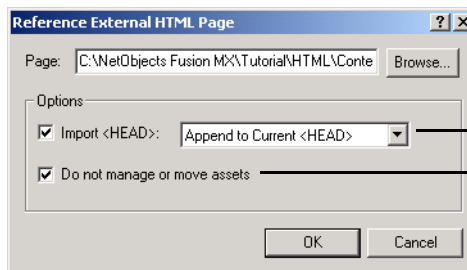 Reference External HTML Page
Page: C:\NetObjects Fusion MX\Tutorial\HTML\Conte Browse...
Options
Import <HEAD>: Append to Current <HEAD>
Do not manage or move assets
OK Cancel